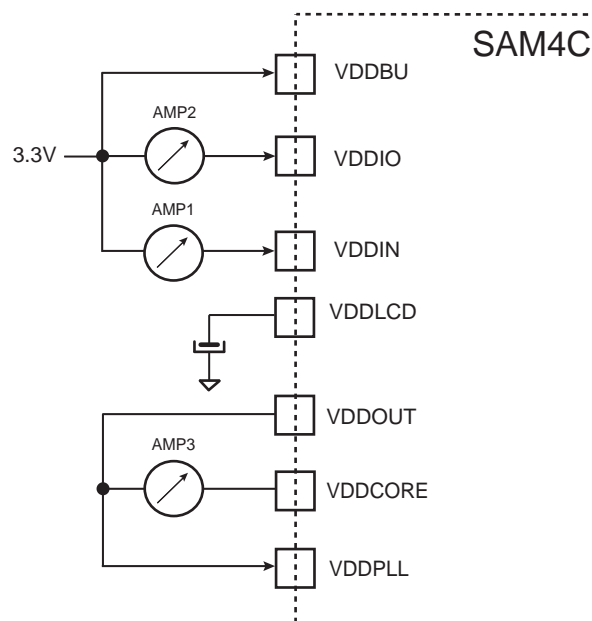 SAM4C
VDDBU
AMP2
3.3V
VDDIO
AMP1
VDDIN
VDDLCD
VDDOUT
AMP3
VDDCORE
VDDPLL